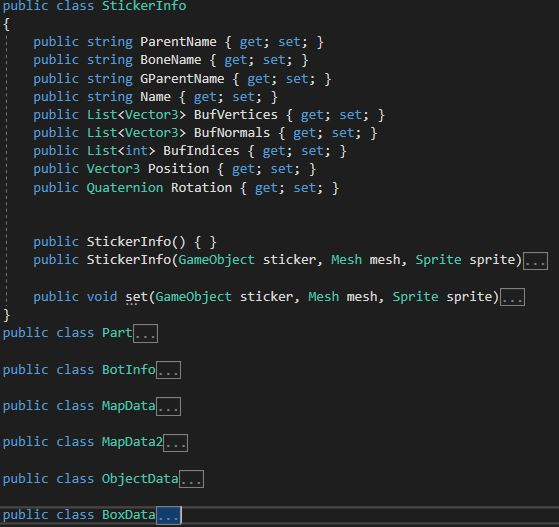 public class StickerInfo
{
public string ParentName { get; set; }
public string BoneName { get; set; }
public string GParentName { get; set; }
public string Name { get; set; }
public List<Vector3> BufVertices { get; set; }
public List<Vector3> BufNormals { get; set; }
public List<int> BufIndices { get; set; }
public Vector3 Position { get; set; }
public Quaternion Rotation { get; set; }
public StickerInfo() { }
public StickerInfo(GameObject sticker, Mesh mesh, Sprite sprite)...
public void set(GameObject sticker, Mesh mesh, Sprite sprite)...
}
public class Part...
public class BotInfo...
public class MapData...
public class MapData2...
public class ObjectData...
public class BoxData...